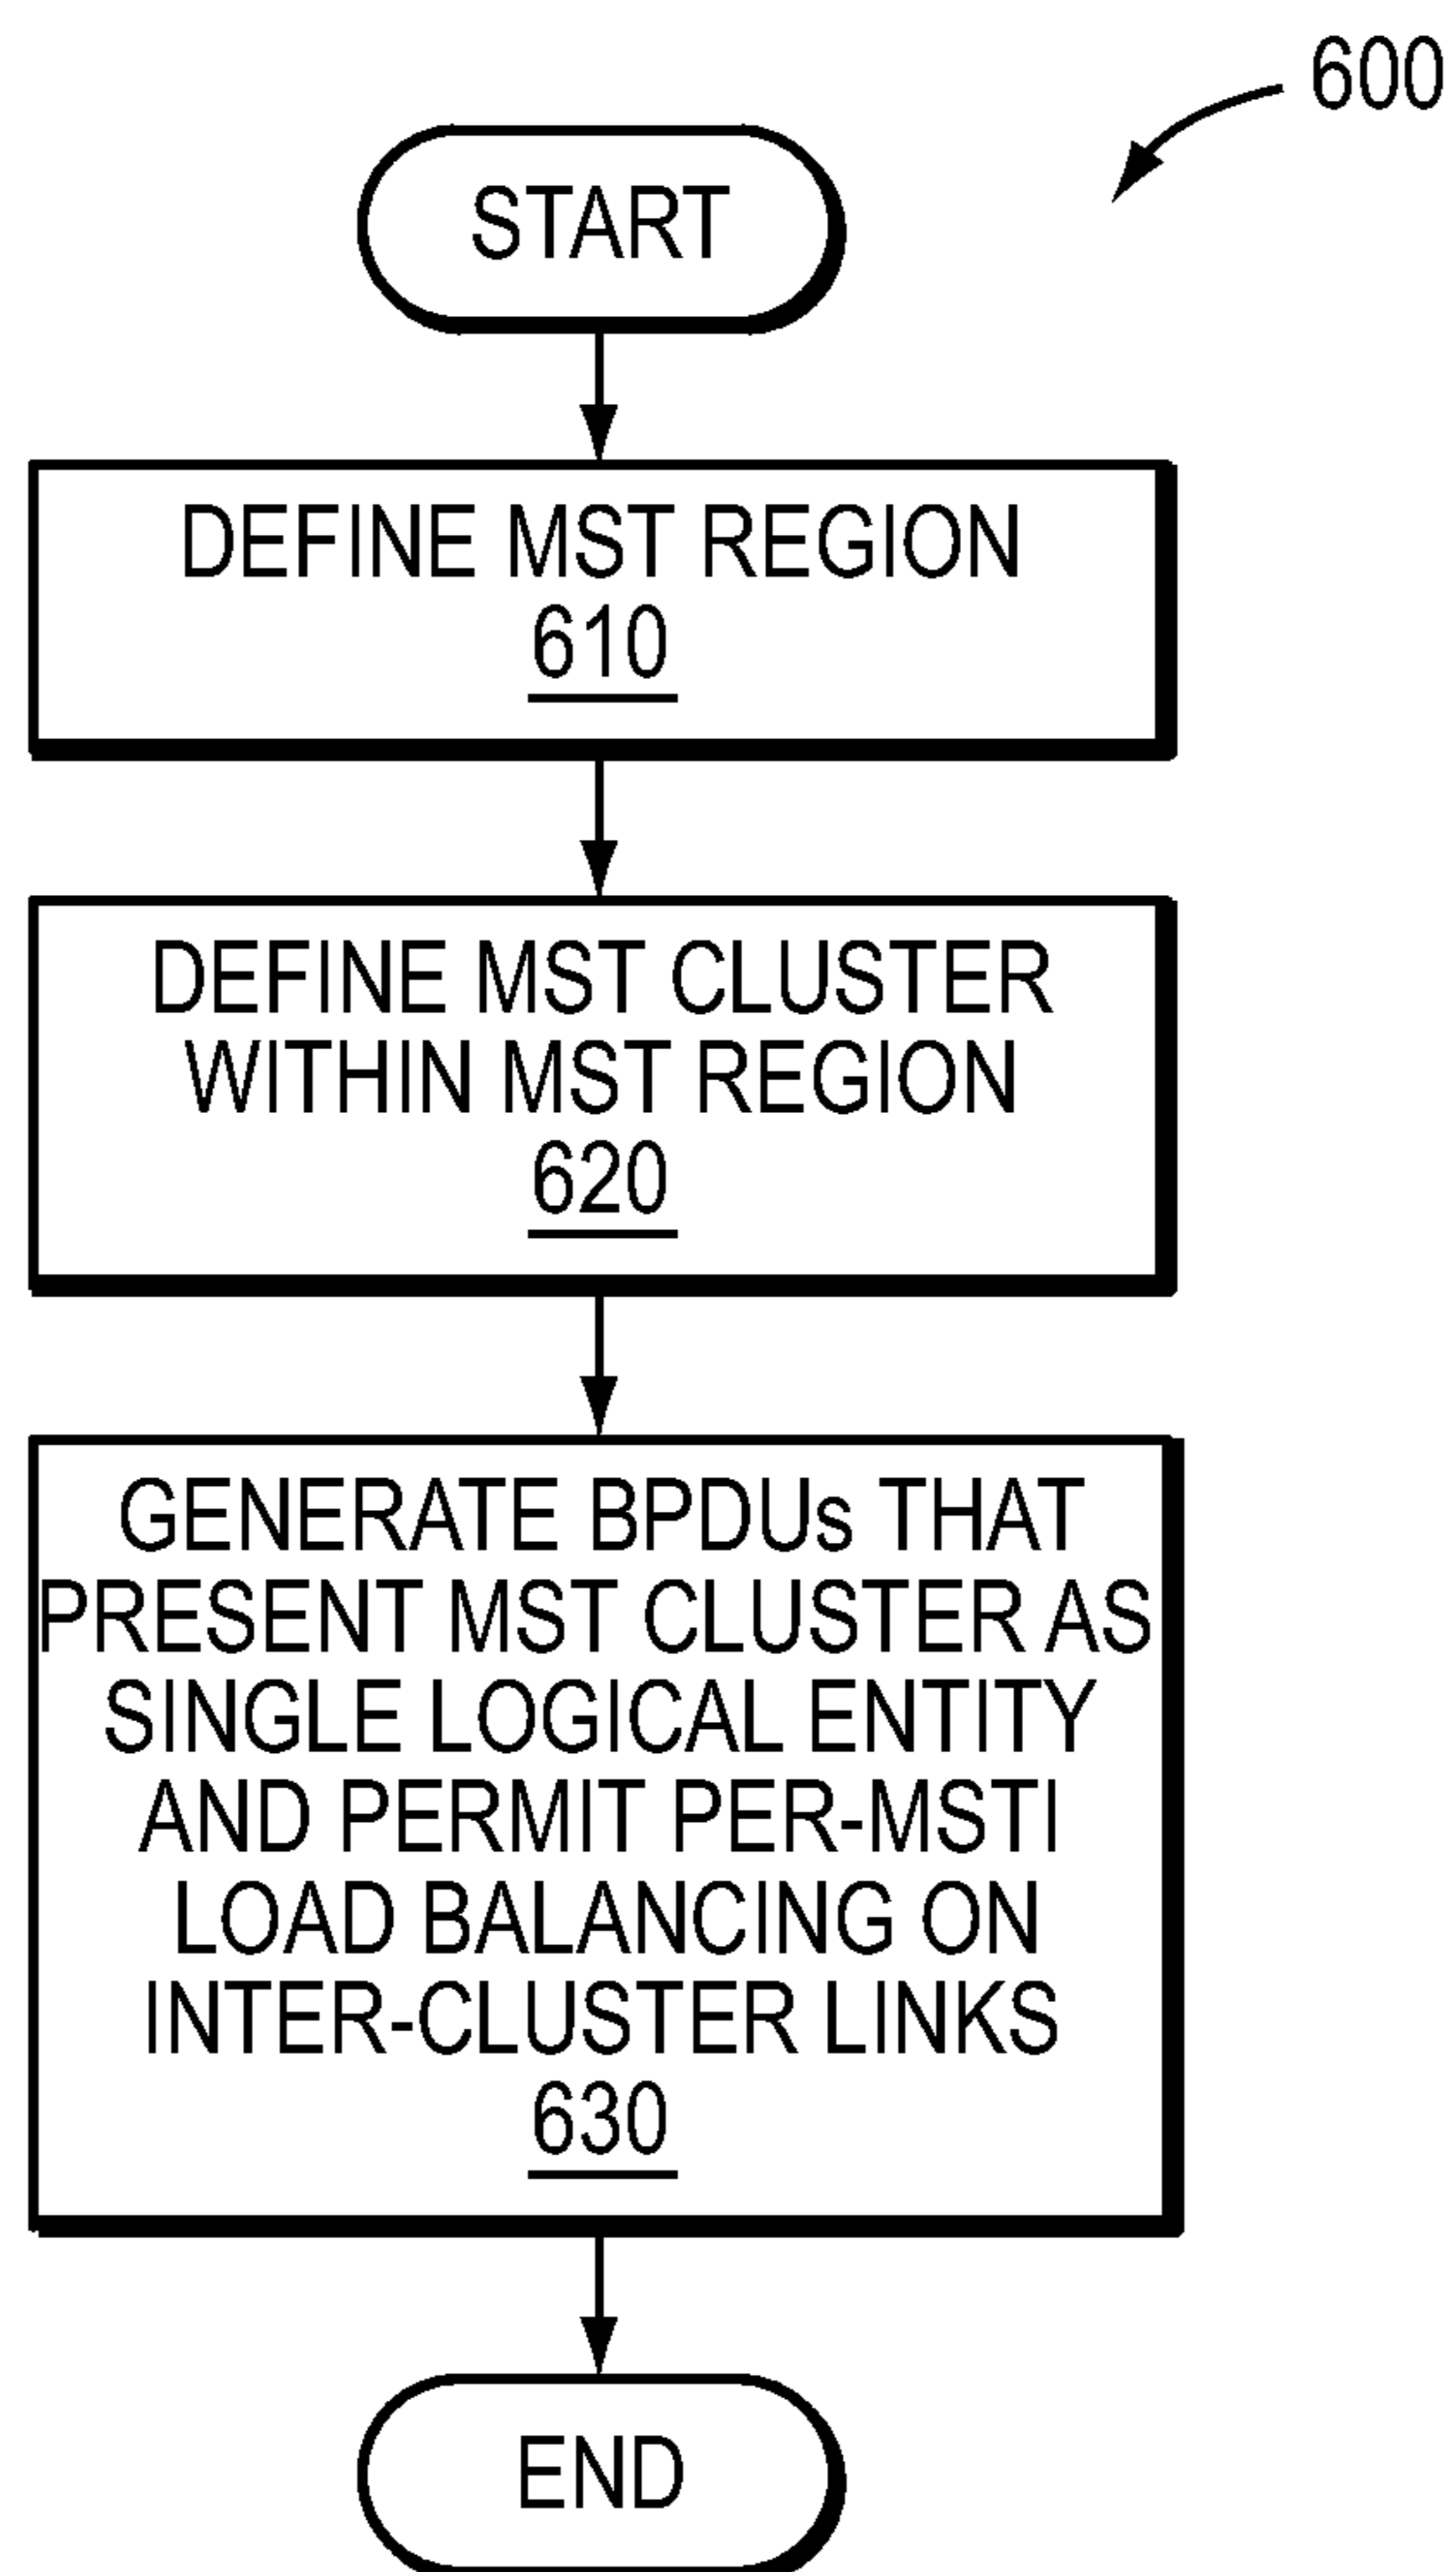 600
START
DEFINE MST REGION
610
DEFINE MST CLUSTER
WITHIN MST REGION
620
GENERATE BPDUs THAT
PRESENT MST CLUSTER AS
SINGLE LOGICAL ENTITY
AND PERMIT PER-MSTI
LOAD BALANCING ON
INTER-CLUSTER LINKS
630
END